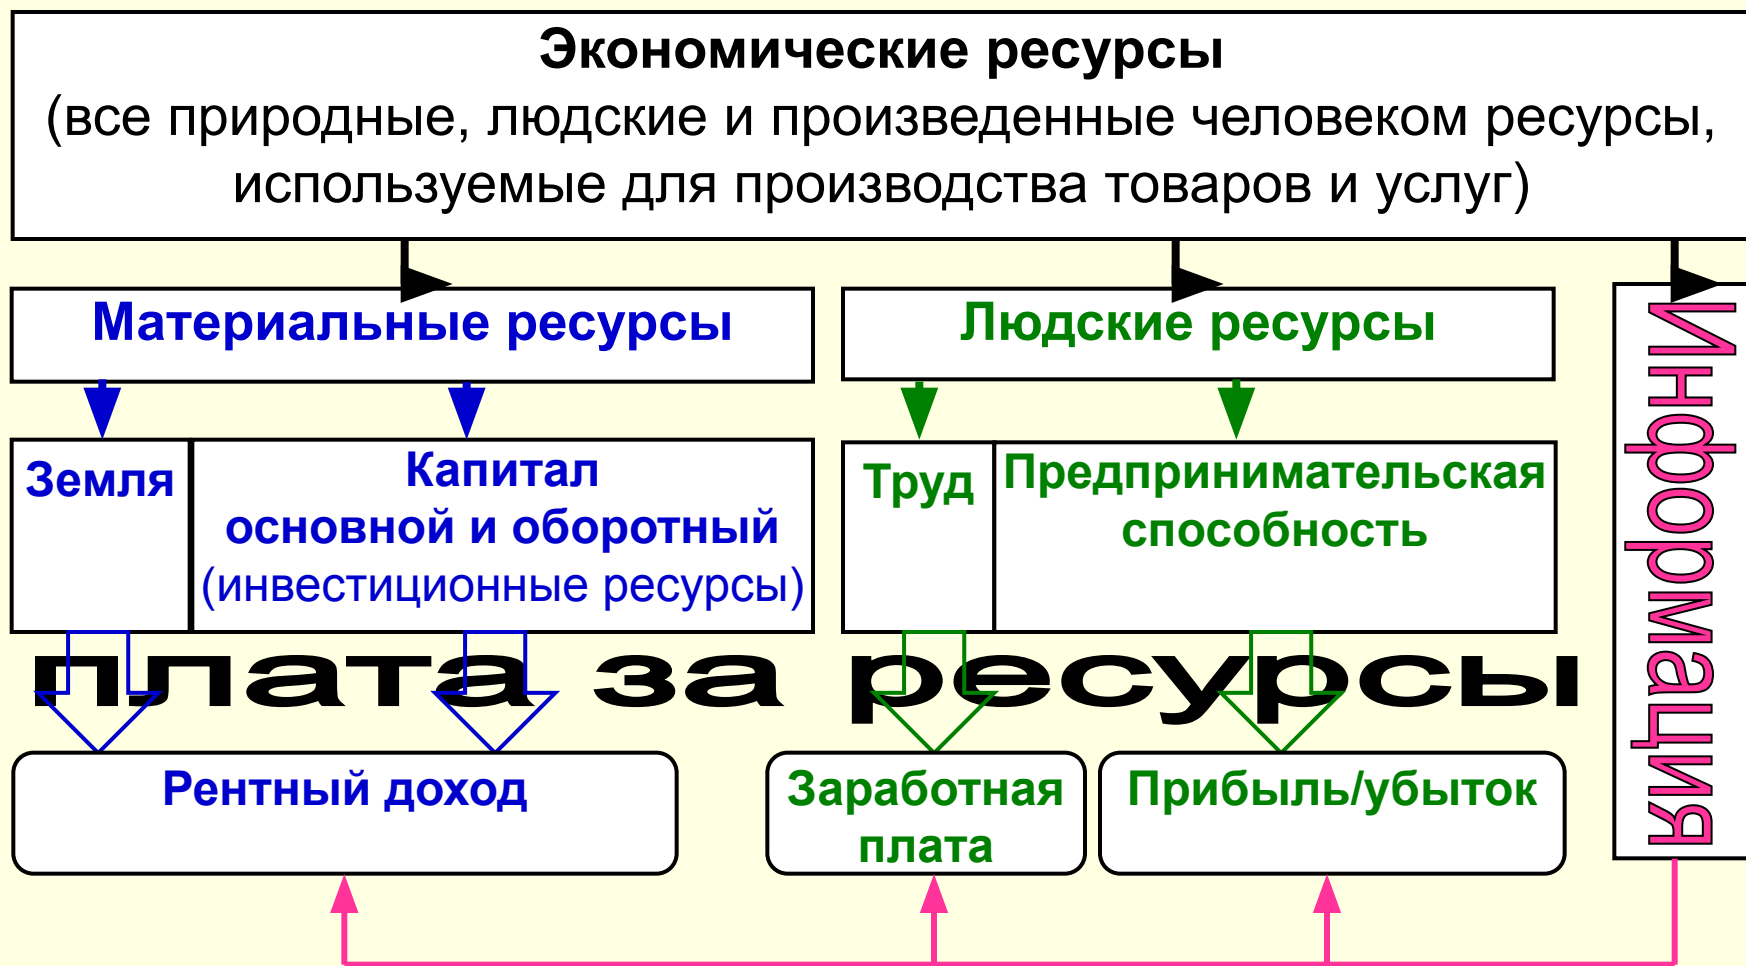 Экономические ресурсы
(все природные, людские и произведенные человеком ресурсы,
используемые для производства товаров и услуг)
Материальные ресурсы
Людские ресурсы
Информация
Земля
Капитал
основной и оборотный
(инвестиционные ресурсы)
Труд
Предпринимательская
способность
плата за ресурсы
Рентный доход
Заработная
плата
Прибыль/убыток